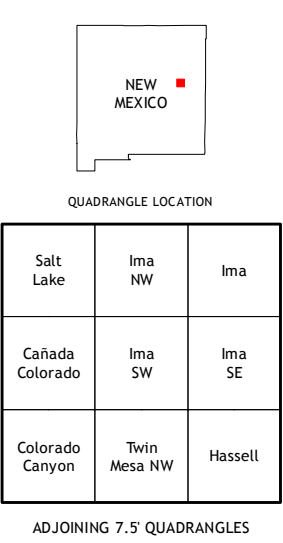 NEW
MEXICO
QUADRANGLE LOCATION
Salt
Lake
Ima
NW
Ima
Cañada
Colorado
Ima
SW
Ima
SE
Colorado
Canyon
Twin
Mesa NW
Hassell
ADJOINING 7.5' QUADRANGLES